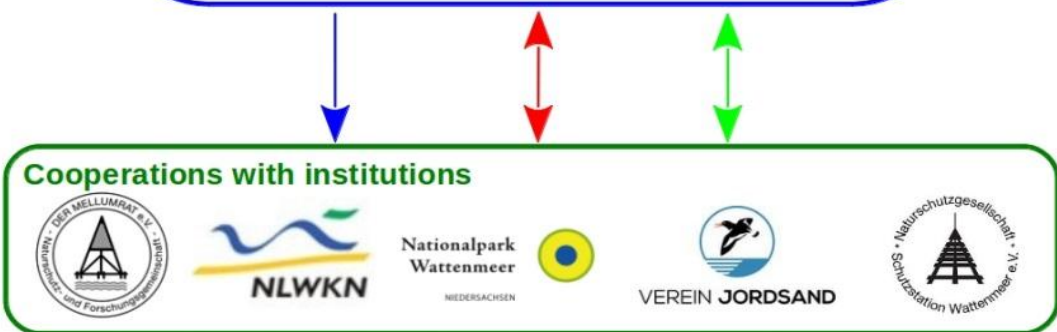 Cooperations with institutions
· DER MELLUMRAT e.V. ·
Naturschutz- und Forschungsgemeinschaft
NLWKN
Nationalpark
Wattenmeer
NIEDERSACHSEN
VEREIN JORDSAND
· Naturschutzgesellschaft ·
Schutzstation Wattenmeer e.V.